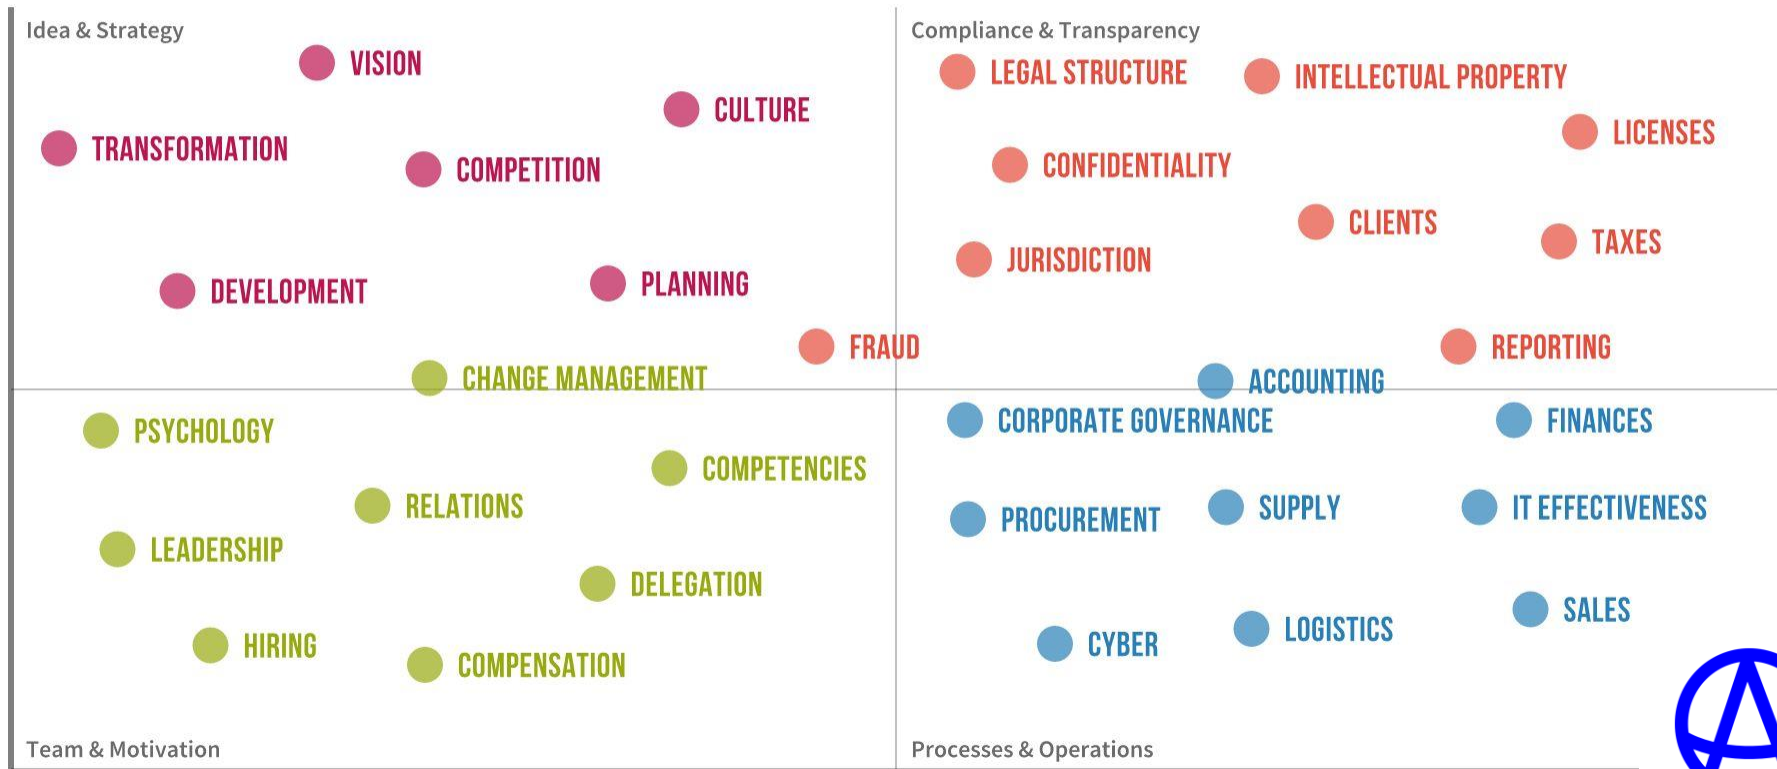 Idea & Strategy
VISION
CULTURE
TRANSFORMATION
COMPETITION
DEVELOPMENT
PLANNING
FRAUD
CHANGE MANAGEMENT
Compliance & Transparency
LEGAL STRUCTURE
INTELLECTUAL PROPERTY
LICENSES
CONFIDENTIALITY
CLIENTS
TAXES
JURISDICTION
REPORTING
ACCOUNTING
PSYCHOLOGY
COMPETENCIES
RELATIONS
LEADERSHIP
DELEGATION
HIRING
COMPENSATION
Team & Motivation
CORPORATE GOVERNANCE
FINANCES
PROCUREMENT
SUPPLY
IT EFFECTIVENESS
SALES
LOGISTICS
CYBER
Processes & Operations